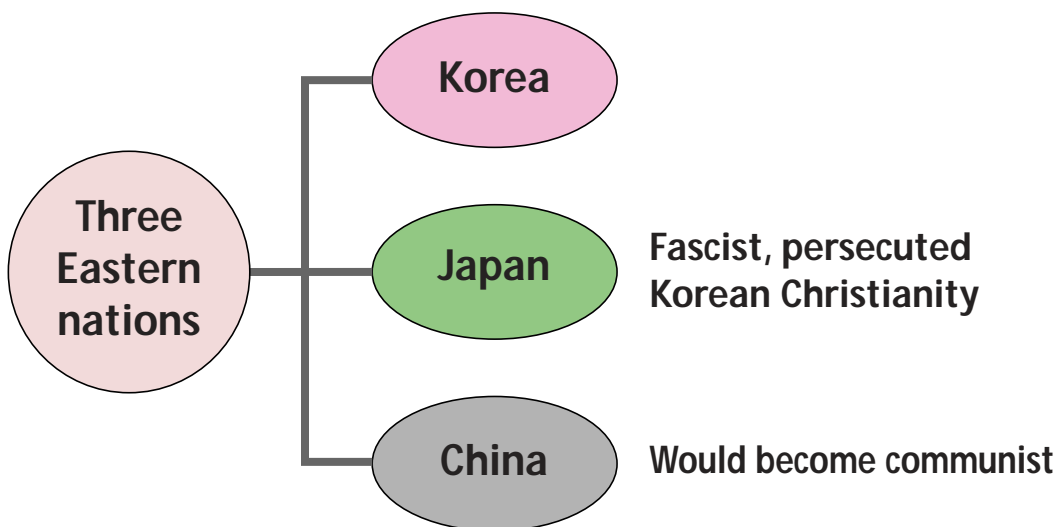 Three
Eastern
nations
Korea
Japan
Fascist, persecuted
Korean Christianity
China
Would become communist